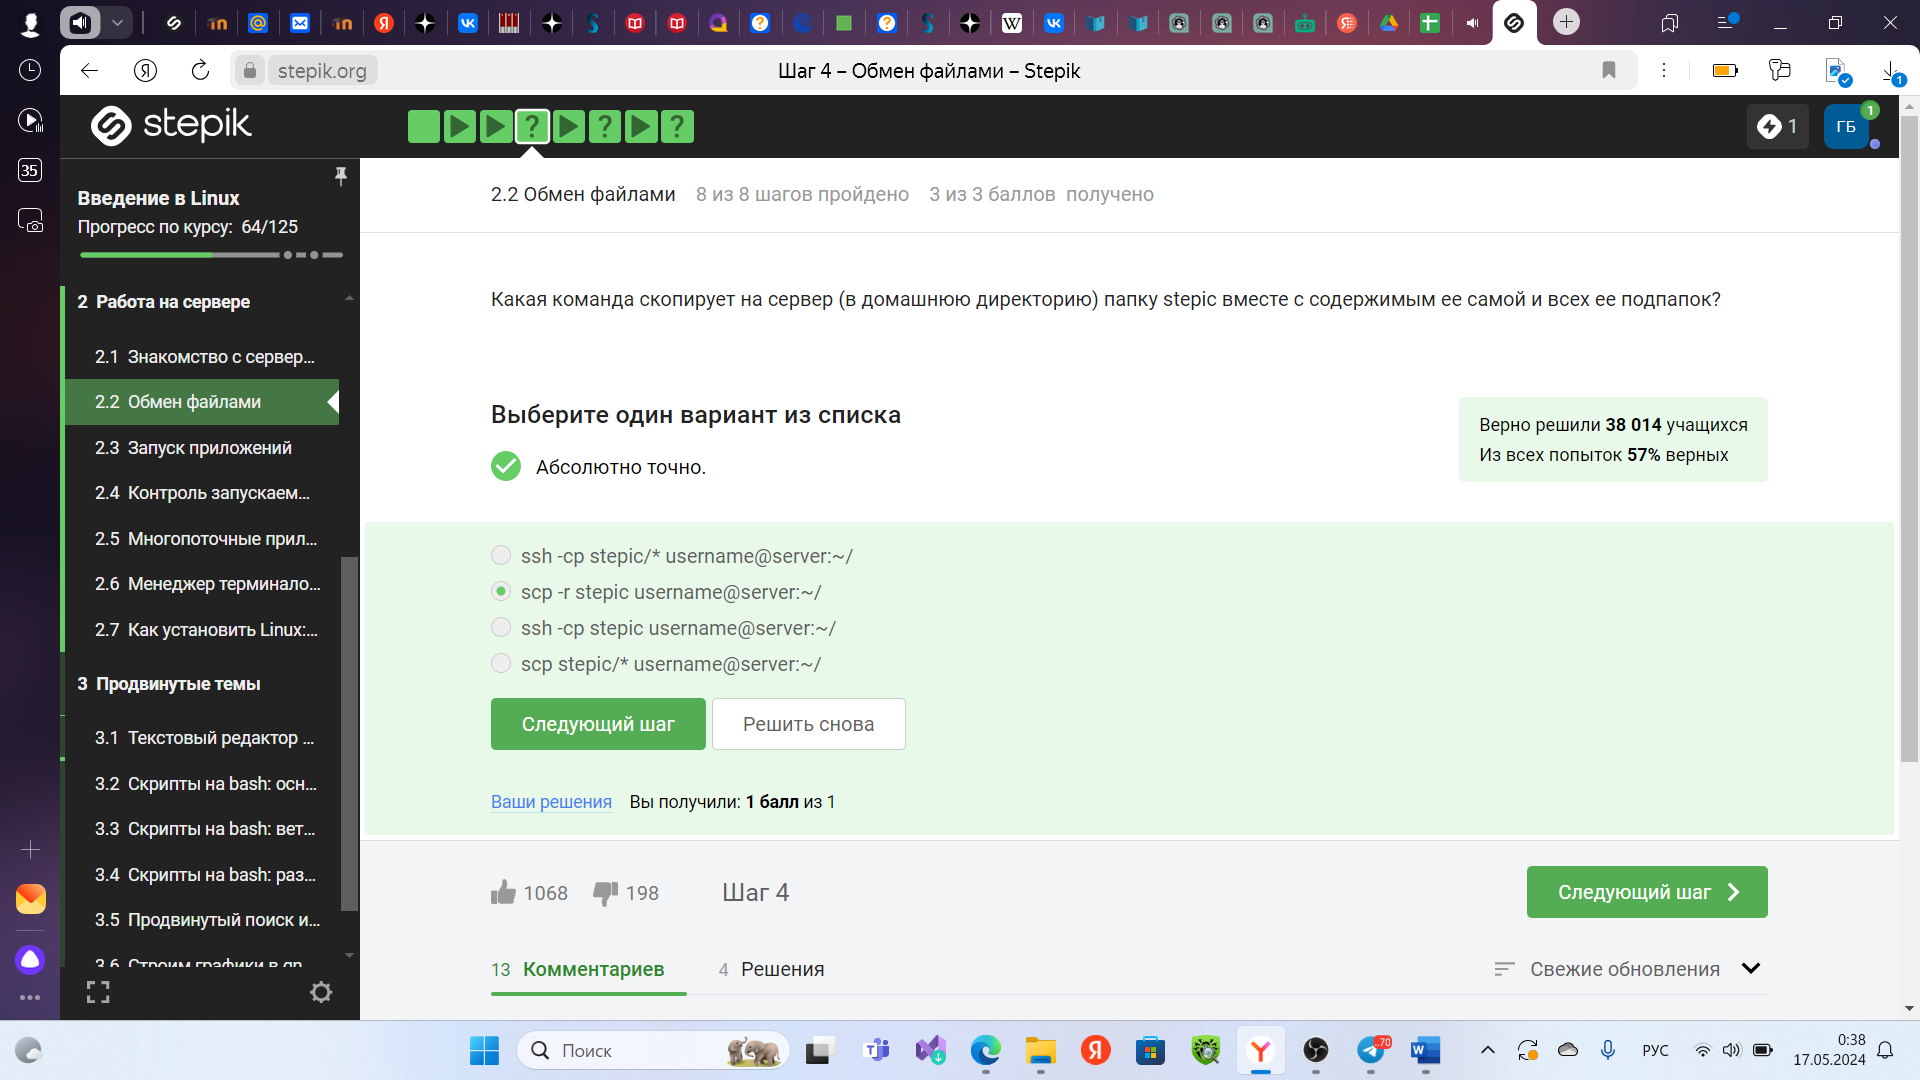 stepik.org
Шаг 4 – Обмен файлами – Stepik
1
35
stepik
1
ГБ
1
Введение в Linux
Прогресс по курсу: 64/125
2 Работа на сервере
2.1 Знакомство с сервер...
2.2 Обмен файлами
2.3 Запуск приложений
2.4 Контроль запускаем...
2.5 Многопоточные прил...
2.6 Менеджер терминало...
2.7 Как установить Linux:...
3 Продвинутые темы
3.1 Текстовый редактор ...
3.2 Скрипты на bash: осн...
3.3 Скрипты на bash: вет...
3.4 Скрипты на bash: раз...
3.5 Продвинутый поиск и...
3.6 Строим графики в gn...
2.2 Обмен файлами 8 из 8 шагов пройдено 3 из 3 баллов получено
Какая команда скопирует на сервер (в домашнюю директорию) папку stepic вместе с содержимым ее самой и всех ее подпапок?
Выберите один вариант из списка
Абсолютно точно.
Верно решили 38 014 учащихся
Из всех попыток 57% верных
ssh -cp stepic/* username@server:~/
scp -r stepic username@server:~/
ssh -cp stepic username@server:~/
scp stepic/* username@server:~/
Следующий шаг
Решить снова
Ваши решения Вы получили: 1 балл из 1
1068 198 Шаг 4
Следующий шаг
13 Комментариев 4 Решения
Свежие обновления
Поиск
70
РУС
0:38
17.05.2024